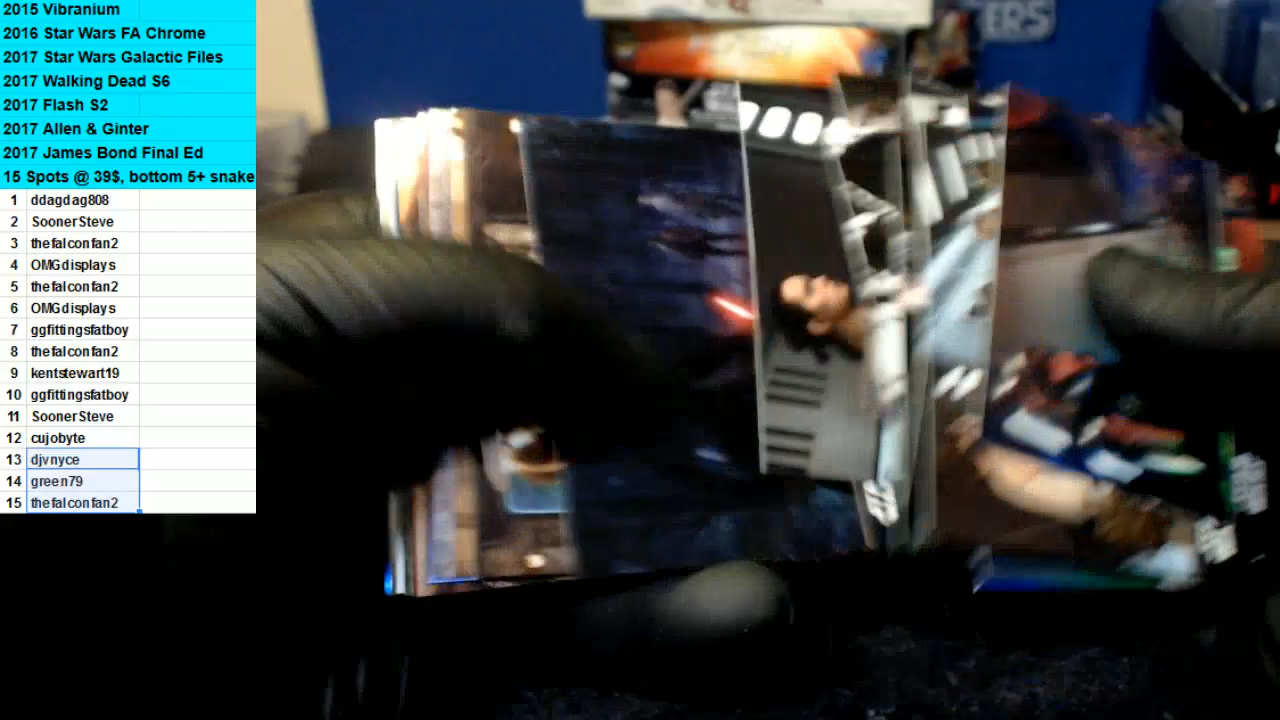 2015 Vibranium
2016 Star Wars FA Chrome
2017 Star Wars Galactic Files
2017 Walking Dead S6
2017 Flash S2
2017 Allen & Ginter
2017 James Bond Final Ed
15 Spots @ 39$, bottom 5+ snake
1 ddagdag808
2 SoonerSteve
3 thefalconfan2
4 OMGdisplays
5 thefalconfan2
6 OMGdisplays
7 ggfittingsfatboy
8 thefalconfan2
9 kentstewart19
10 ggfittingsfatboy
11 SoonerSteve
12 cujobyte
13 djvnyce
14 green79
15 thefalconfan2
ERS